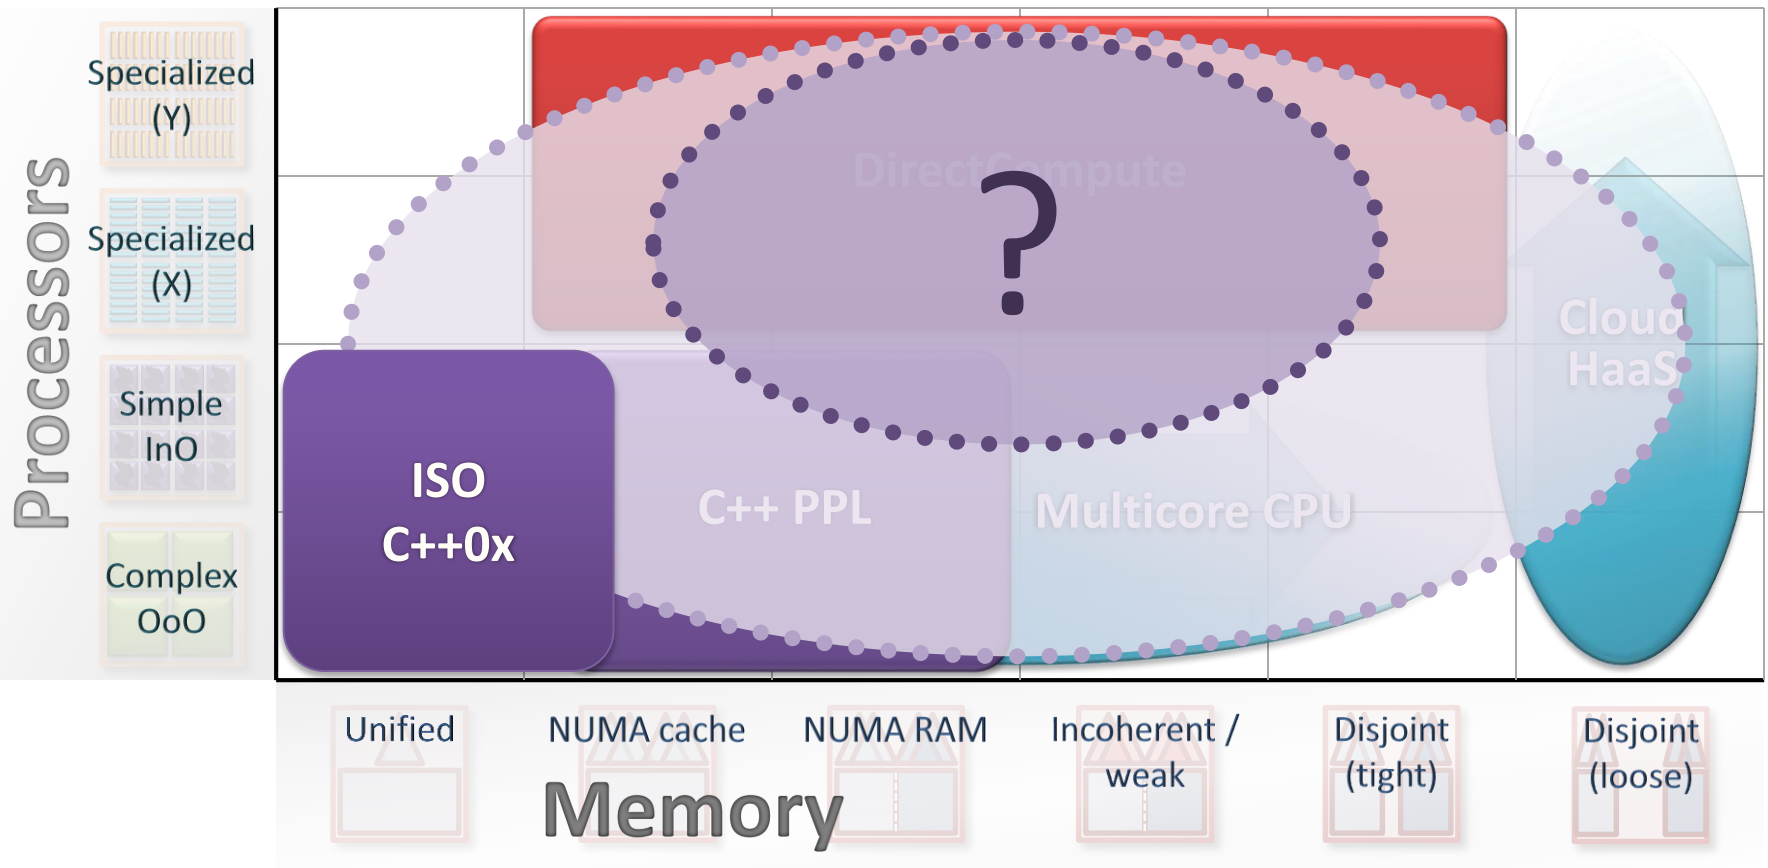 Processors
Specialized
(Y)
Specialized
(X)
Simple
InO
Complex
OoO
DirectCompute
?
Cloud
HaaS
ISO
C++0x
C++ PPL
Multicore CPU
Unified
NUMA cache
NUMA RAM
Incoherent /
weak
Disjoint
(tight)
Disjoint
(loose)
Memory